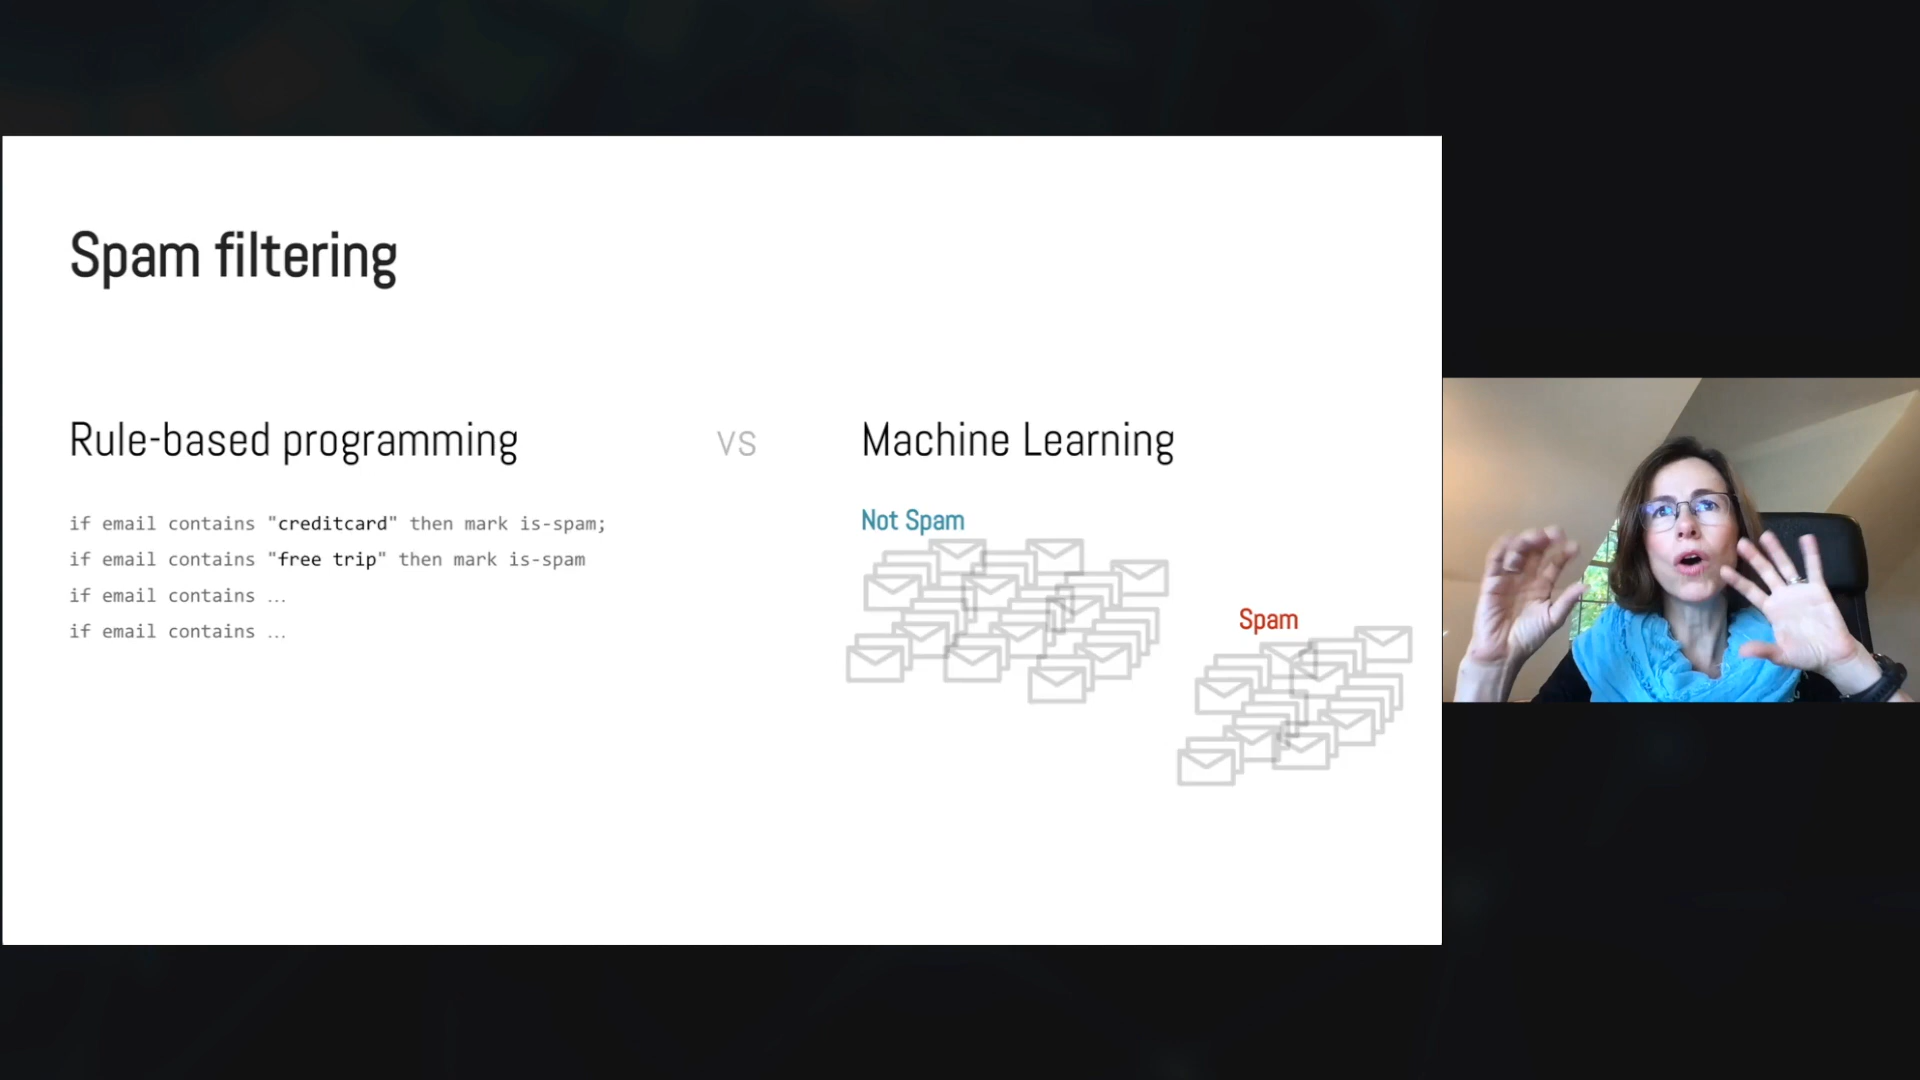 Spam filtering
Rule-based programming
vs
Machine Learning
if email contains "creditcard" then mark is-spam;
if email contains "free trip" then mark is-spam
if email contains ...
if email contains ...
Not Spam
Spam